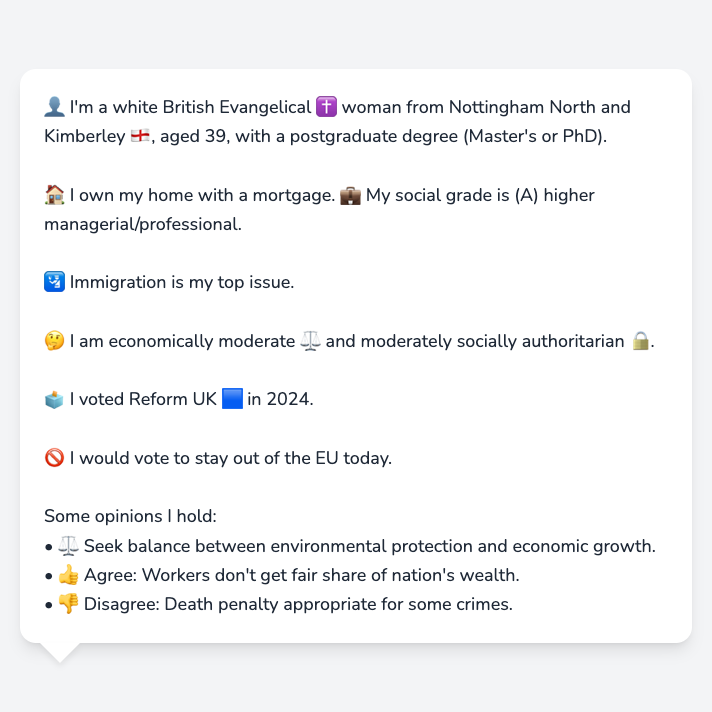 👤 I'm a white British Evangelical ✝️ woman from Nottingham North and
Kimberley 🏴󠁧󠁢󠁥󠁮󠁧󠁿, aged 39, with a postgraduate degree (Master's or PhD).
🏠 I own my home with a mortgage. 💼 My social grade is (A) higher
managerial/professional.
🛂 Immigration is my top issue.
🤔 I am economically moderate ⚖️ and moderately socially authoritarian 🔒.
🗳️ I voted Reform UK 🟦 in 2024.
🚫 I would vote to stay out of the EU today.
Some opinions I hold:
• ⚖️ Seek balance between environmental protection and economic growth.
• 👍 Agree: Workers don't get fair share of nation's wealth.
• 👎 Disagree: Death penalty appropriate for some crimes.